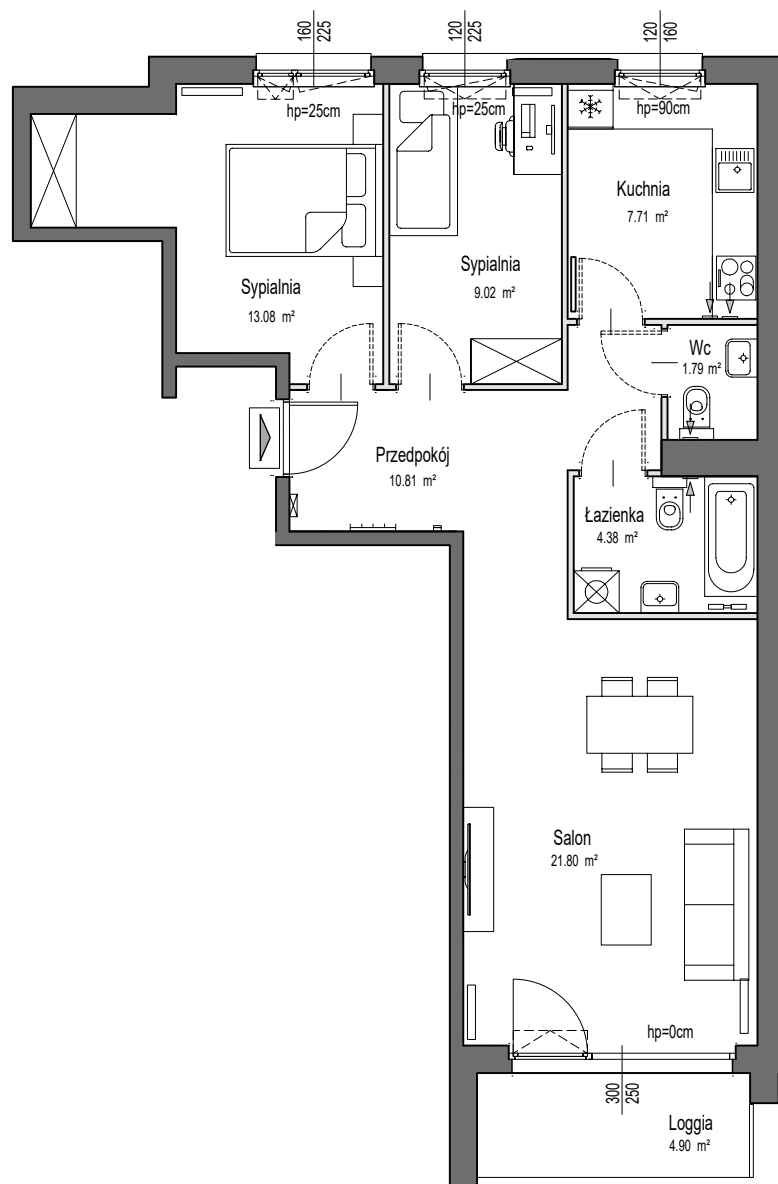 160
225
120
225
120
160
hp=25cm
hp=25cm
hp=90cm
Kuchnia
7.71 m²
Sypialnia
9.02 m²
Sypialnia
13.08 m²
Wc
1.79 m²
Przedpokój
10.81 m²
Łazienka
4.38 m²
Salon
21.80 m²
hp=0cm
300
250
Loggia
4.90 m²